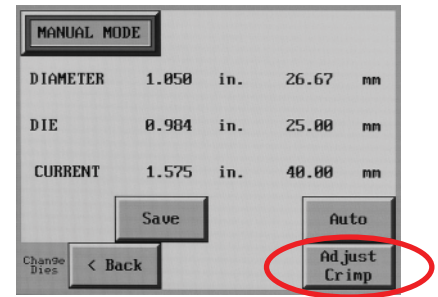 MANUAL MODE
DIAMETER 1.050 in. 26.67 mm
DIE 0.984 in. 25.00 mm
CURRENT 1.575 in. 40.00 mm
Save Auto
Change
Dies
< Back
Adjust
Crimp